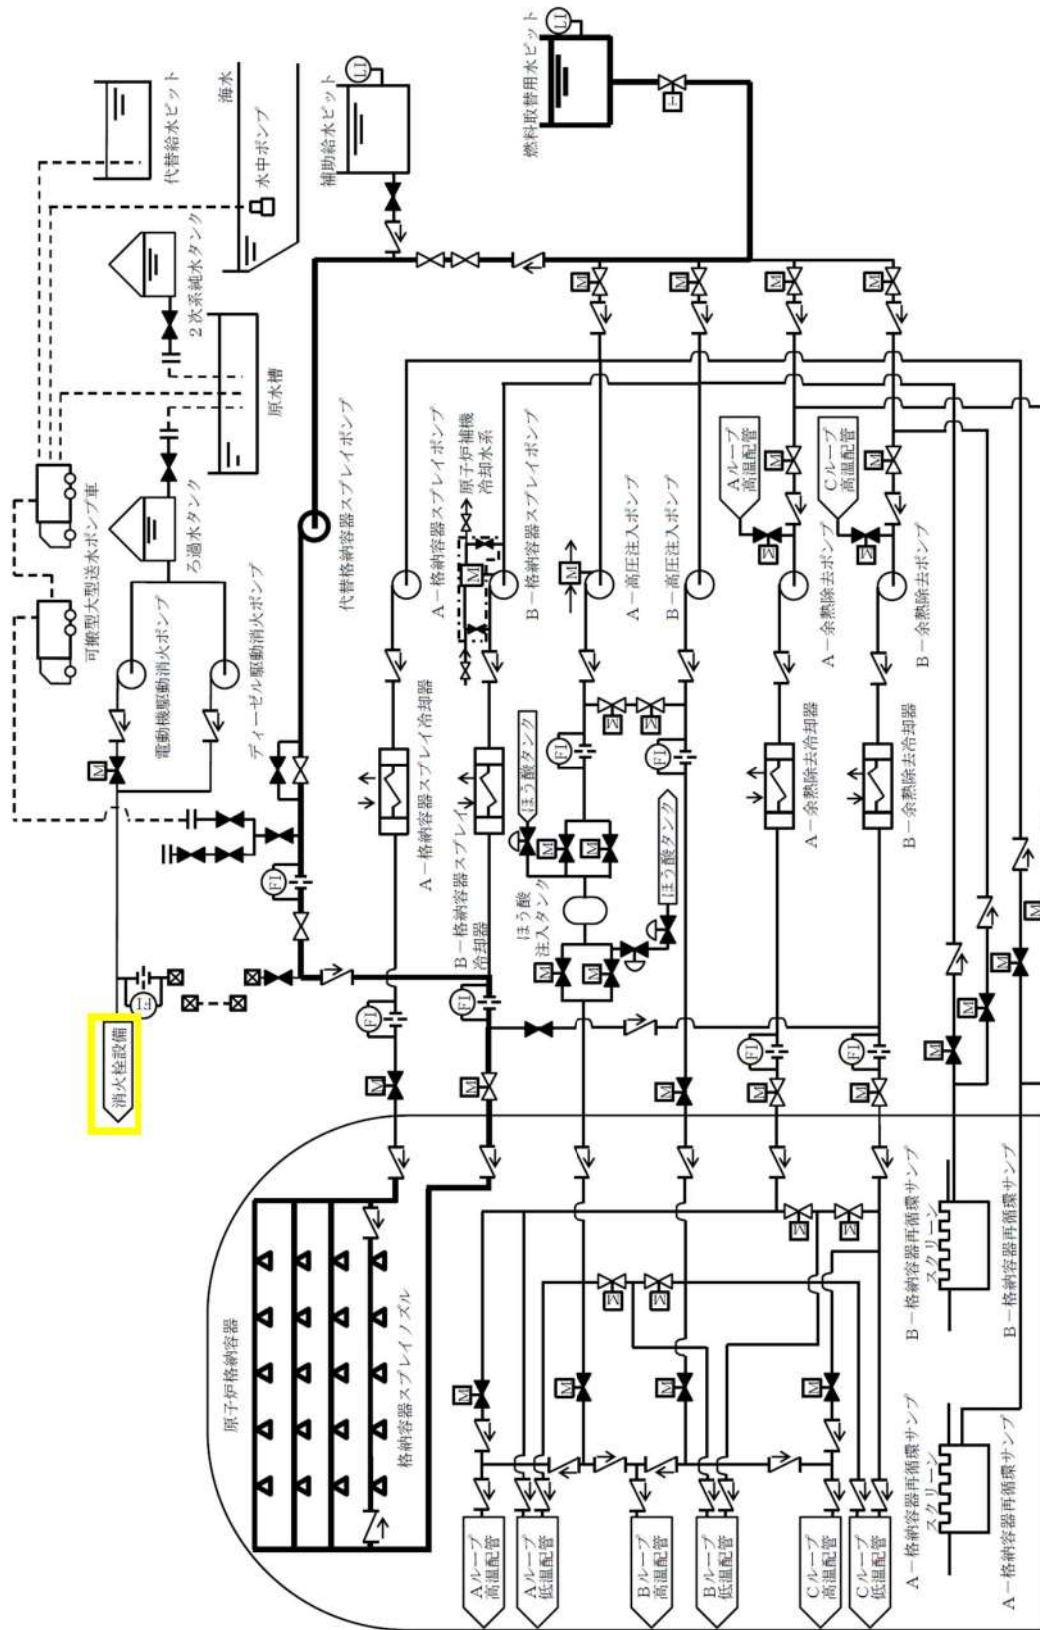 代替給水ピット
海水
水中ポンプ
2次系純水タンク
原水槽
可搬型大型送水ポンプ車
ろ過水タンク
電動機駆動消火ポンプ
ディーゼル駆動消火ポンプ
消火栓設備
FI
M
LI
補助給水ピット
LI
燃料取替用水ピット
代替格納容器スプレイポンプ
FI
A-格納容器スプレイポンプ
原子炉補機
冷却水系
B-格納容器スプレイポンプ
A-高圧注入ポンプ
B-高圧注入ポンプ
Aループ
高温配管
Cループ
高温配管
A-余熱除去ポンプ
B-余熱除去ポンプ
A-格納容器スプレイ冷却器
B-格納容器スプレイ
冷却器
ほう酸タンク
ほう酸
注入タンク
ほう酸タンク
A-余熱除去冷却器
B-余熱除去冷却器
FI
FI
FI
FI
FI
FI
M
M
M
M
M
M
M
M
M
M
原子炉格納容器
格納容器スプレイノズル
Aループ
高温配管
Aループ
低温配管
Bループ
高温配管
Bループ
低温配管
Cループ
高温配管
Cループ
低温配管
B-格納容器再循環サンプ
スクリーン
B-格納容器再循環サンプ
A-格納容器再循環サンプ
スクリーン
A-格納容器再循環サンプ